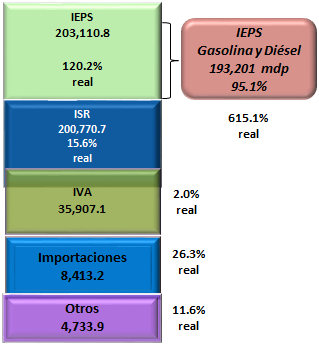 IEPS
203,110.8
120.2%
real
IEPS
Gasolina y Diésel
193,201 mdp
95.1%
615.1%
real
ISR
200,770.7
15.6%
real
IVA
35,907.1
2.0%
real
Importaciones
8,413.2
26.3%
real
Otros
4,733.9
11.6%
real